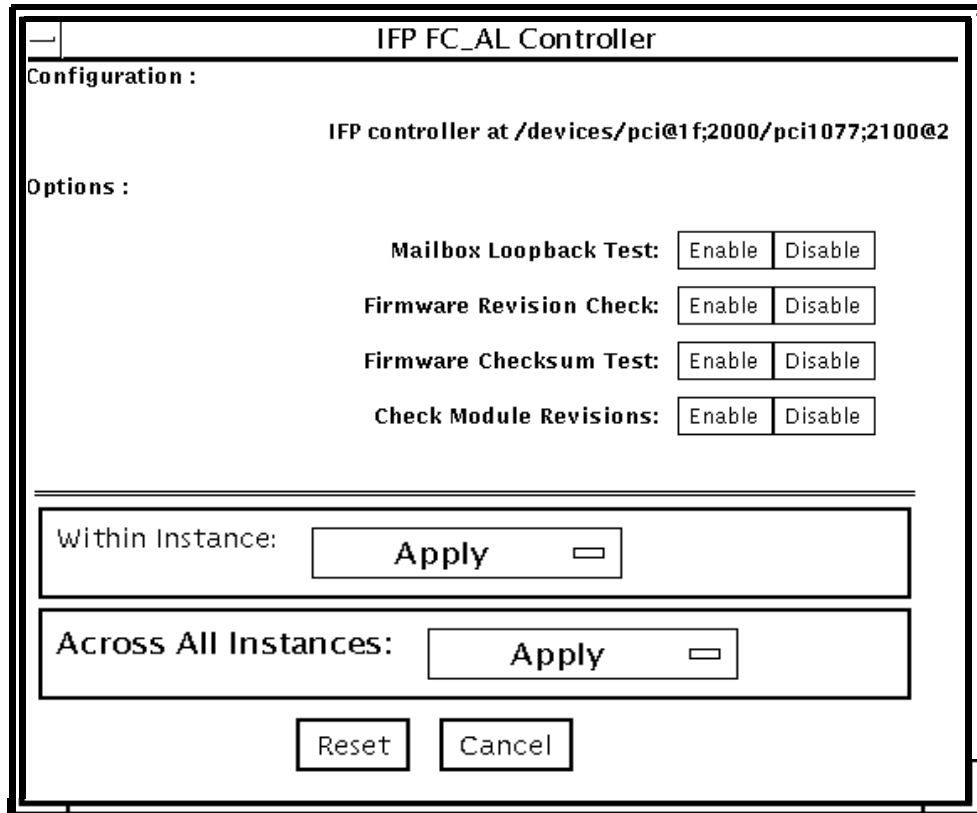 IFP FC_AL Controller
Configuration :
IFP controller at /devices/pci@1f;2000/pci1077;2100@2
Options :
Mailbox Loopback Test: Enable Disable
Firmware Revision Check: Enable Disable
Firmware Checksum Test: Enable Disable
Check Module Revisions: Enable Disable
Within Instance: Apply
Across All Instances: Apply
Reset Cancel